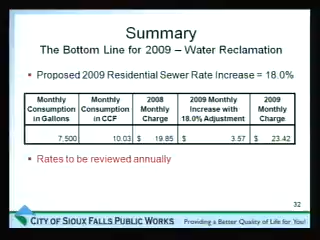 Summary
The Bottom Line for 2009 – Water Reclamation
▪ Proposed 2009 Residential Sewer Rate Increase = 18.0%
Monthly Consumption in Gallons | Monthly Consumption in CCF | 2008 Monthly Charge | 2009 Monthly Increase with 18.0% Adjustment | 2009 Monthly Charge
7,500 | 10.03 | $ 19.85 | $ 3.57 | $ 23.42
▪ Rates to be reviewed annually
32
CITY OF SIOUX FALLS PUBLIC WORKS Providing a Better Quality of Life for You!